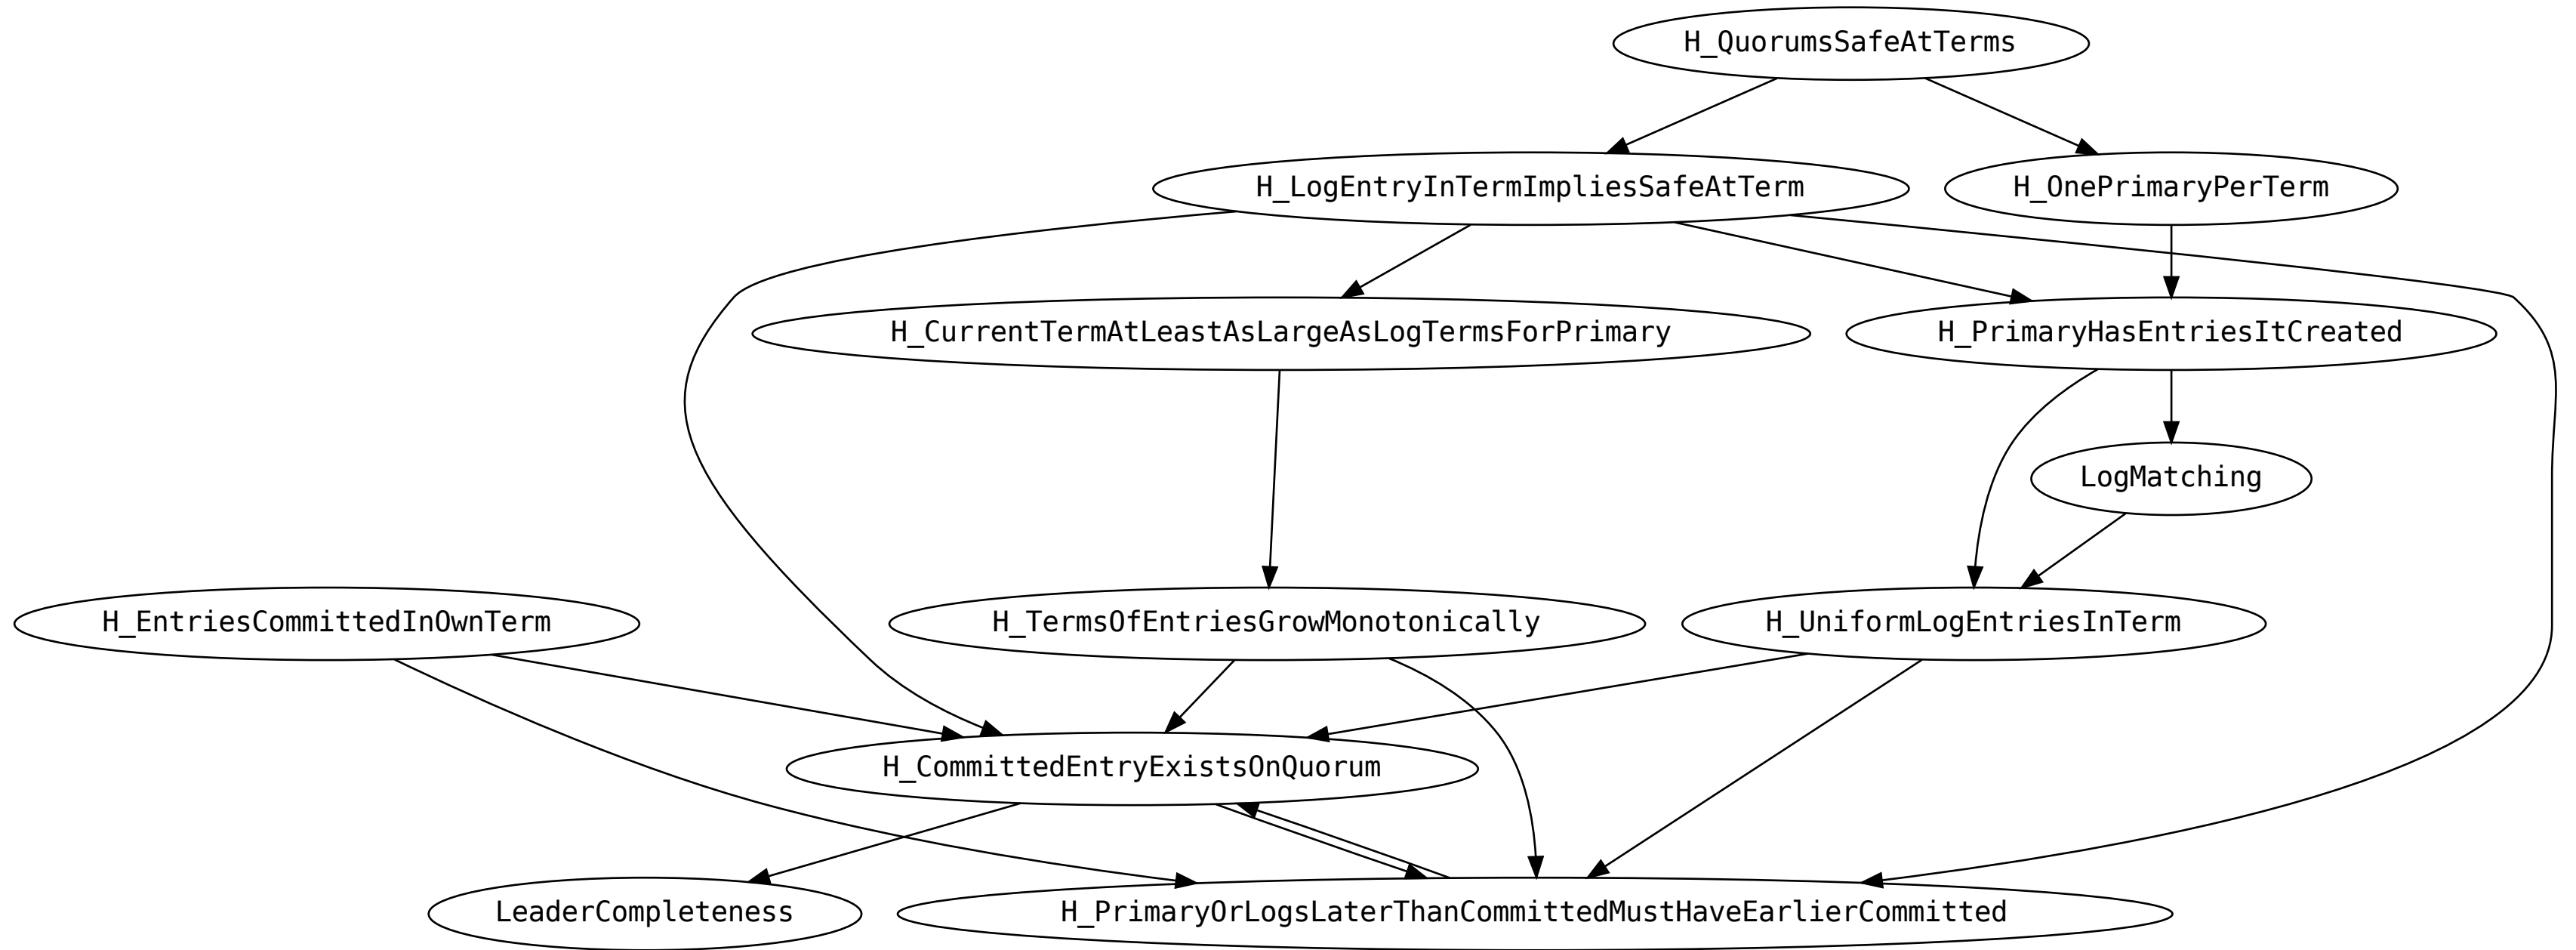 H_QuorumsSafeAtTerms
H_LogEntryInTermImpliesSafeAtTerm
H_OnePrimaryPerTerm
H_CurrentTermAtLeastAsLargeAsLogTermsForPrimary
H_PrimaryHasEntriesItCreated
LogMatching
H_EntriesCommittedInOwnTerm
H_TermsOfEntriesGrowMonotonically
H_UniformLogEntriesInTerm
H_CommittedEntryExistsOnQuorum
LeaderCompleteness
H_PrimaryOrLogsLaterThanCommittedMustHaveEarlierCommitted